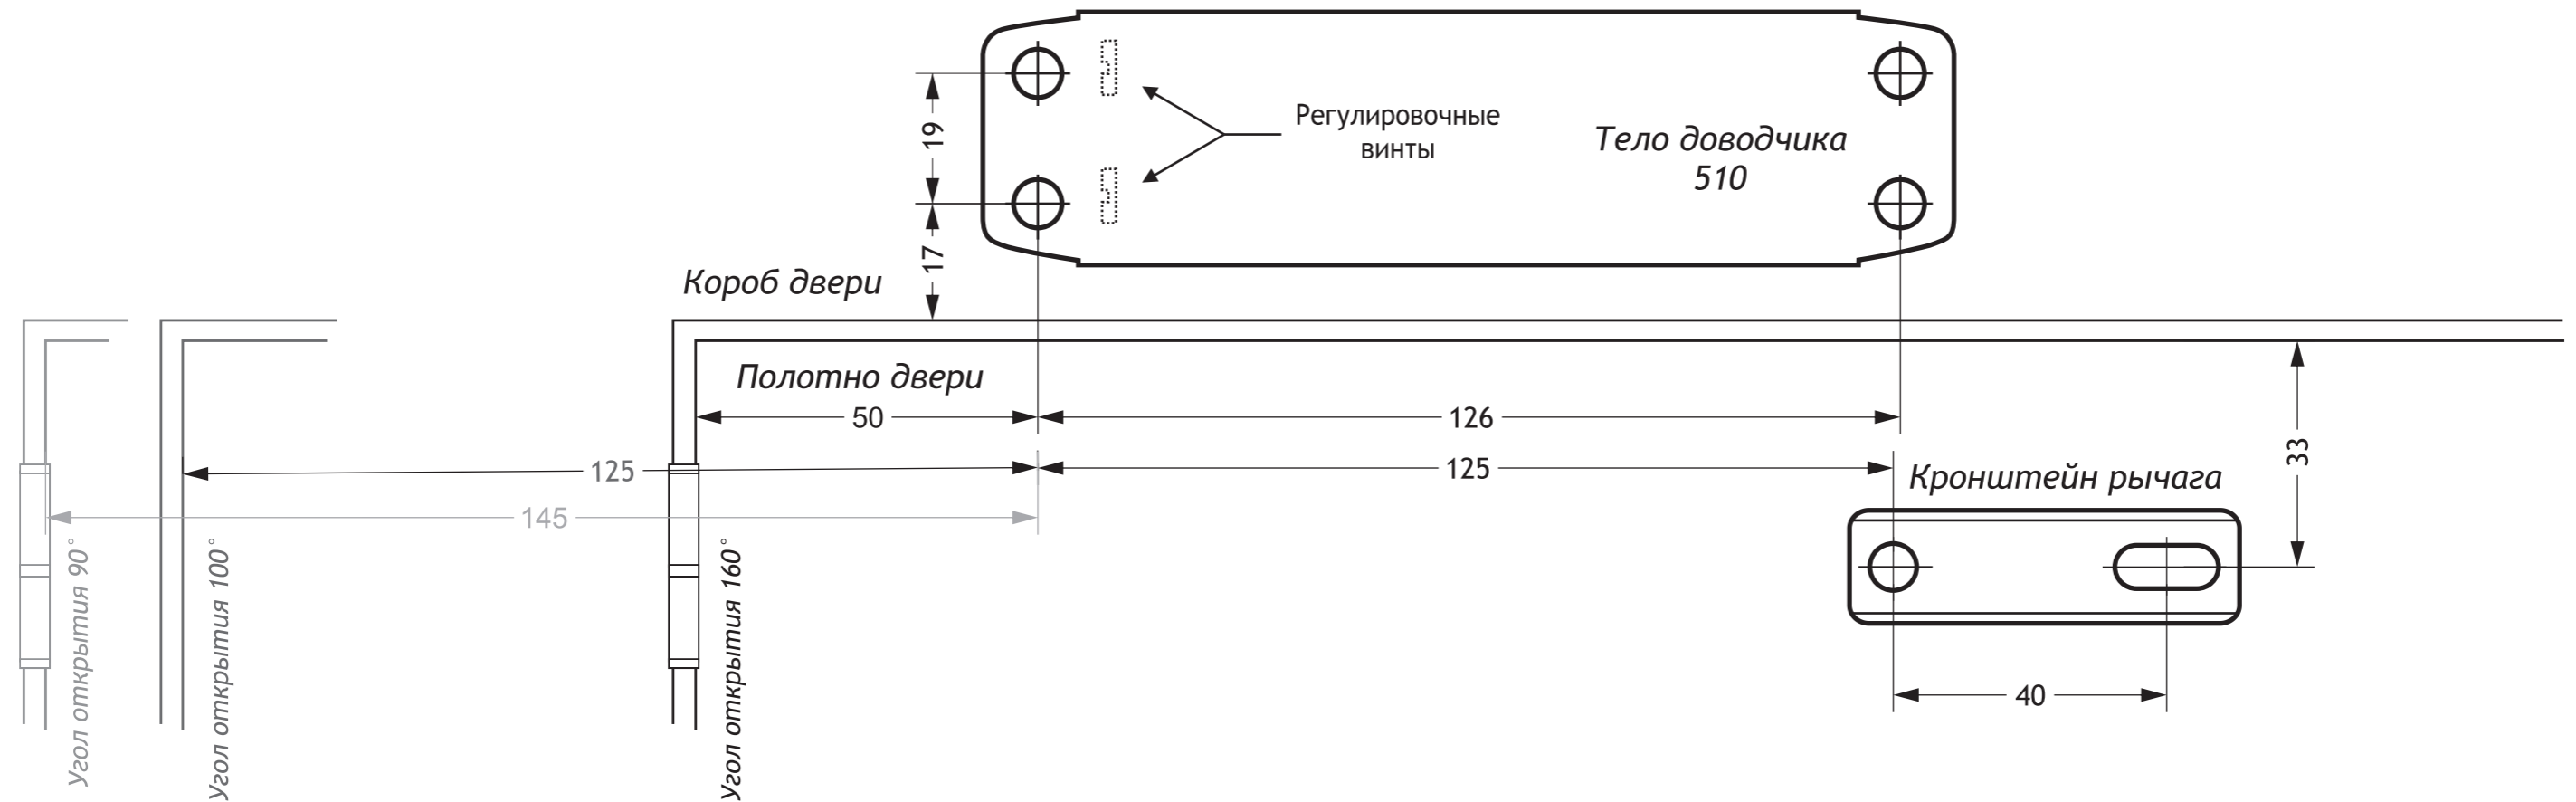 Регулировочные
винты
Тело доводчика
510
19
17
Короб двери
Полотно двери
50
126
125
125
145
33
Кронштейн рычага
40
Угол открытия 90°
Угол открытия 100°
Угол открытия 160°